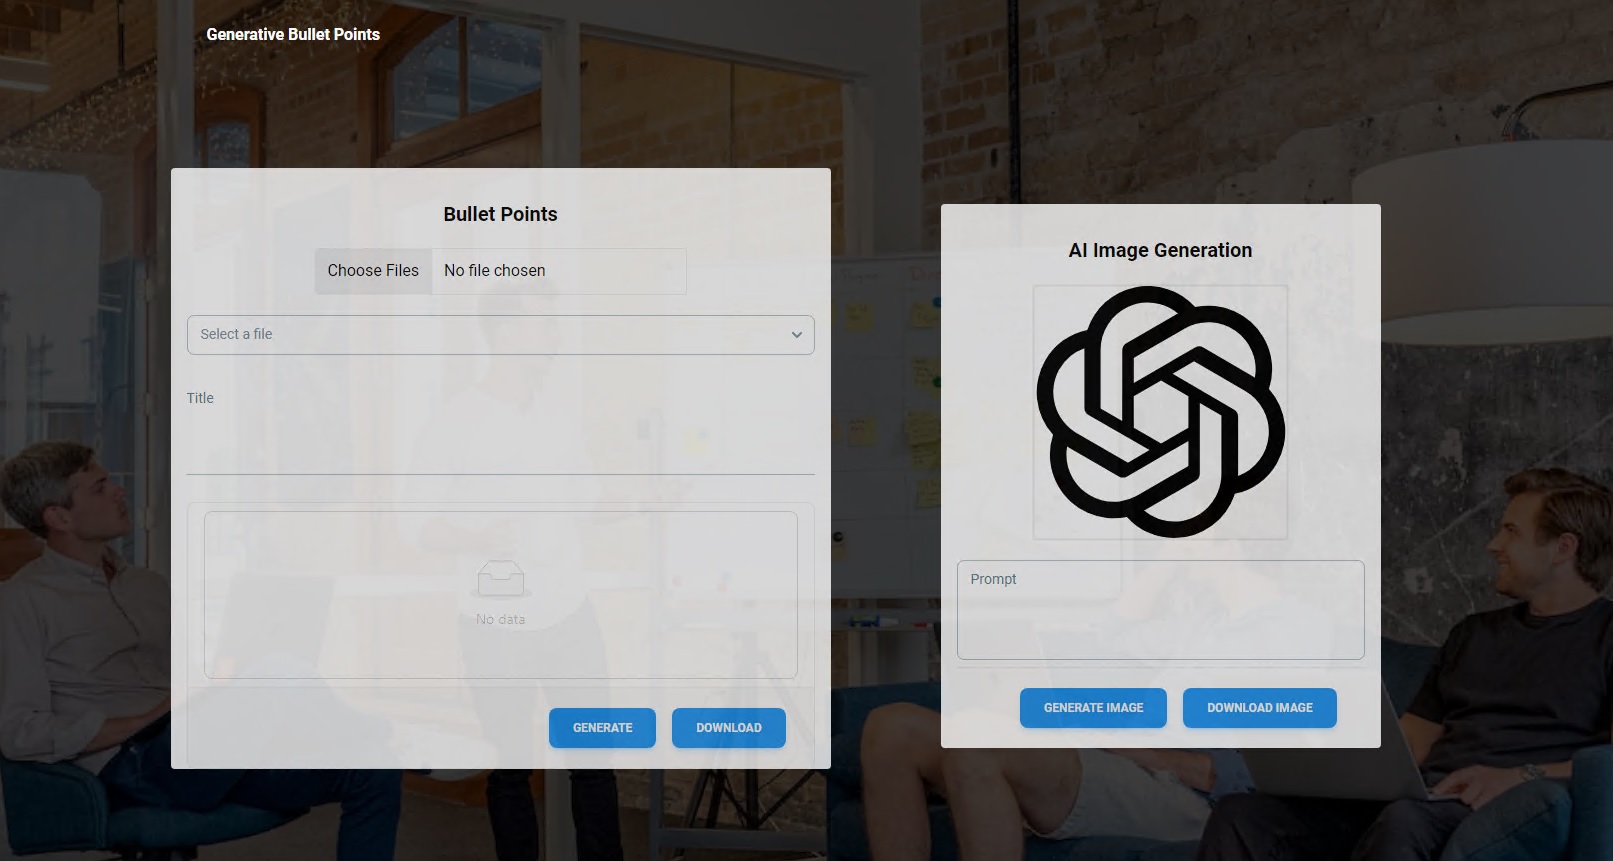 Generative Bullet Points
Bullet Points
Choose Files No file chosen
Select a file
Title
No data
GENERATE DOWNLOAD
AI Image Generation
Prompt
GENERATE IMAGE DOWNLOAD IMAGE